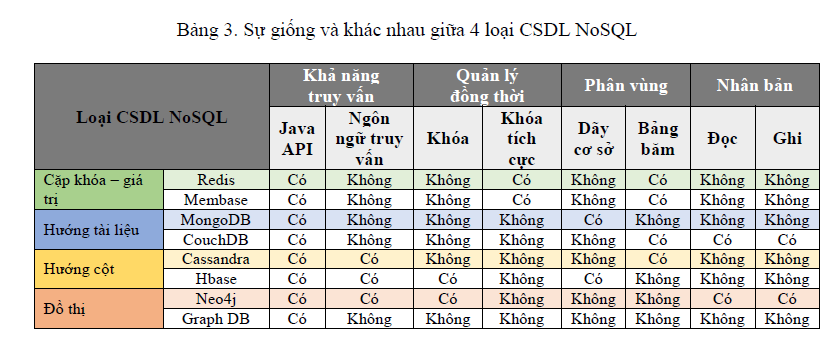 Bảng 3. Sự giống và khác nhau giữa 4 loại CSDL NoSQL
Loại CSDL NoSQL
Khả năng
truy vấn
Quản lý
đồng thời
Phân vùng
Nhân bản
Java
API
Ngôn
ngữ truy
vấn
Khóa
Khóa
tích
cực
Dãy
cơ sở
Bảng
băm
Đọc
Ghi
Cặp khóa – giá
trị
Redis Có Không Không Có Không Có Không Không
Membase Có Không Không Có Không Có Không Không
Hướng tài liệu
MongoDB Có Không Không Không Có Không Không Không
CouchDB Có Không Không Không Không Có Có Có
Hướng cột
Cassandra Có Có Không Không Không Có Không Không
Hbase Có Có Có Không Có Không Không Không
Đồ thị
Neo4j Có Có Có Không Không Không Có Có
Graph DB Có Không Không Không Không Không Không Không